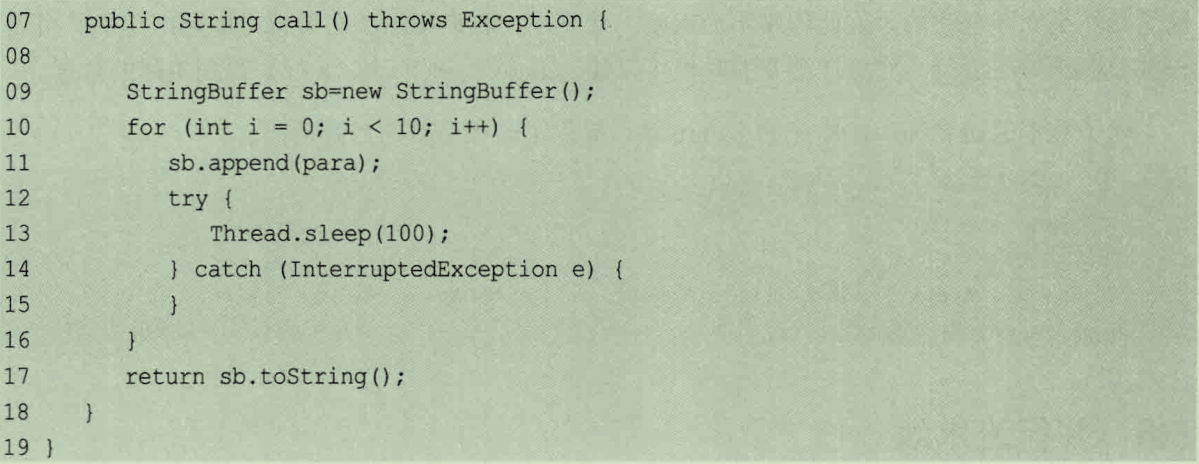 07     public String call() throws Exception {
08
09         StringBuffer sb=new StringBuffer();
10         for (int i = 0; i < 10; i++) {
11             sb.append(para);
12             try {
13                 Thread.sleep(100);
14             } catch (InterruptedException e) {
15             }
16         }
17         return sb.toString();
18     }
19 }